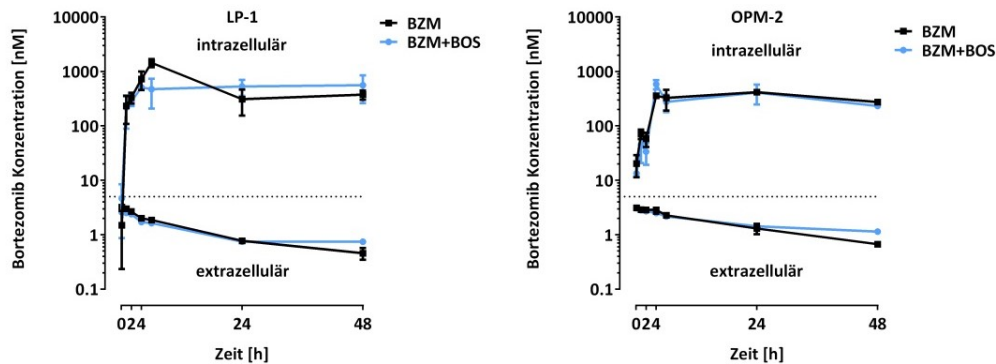 LP-1
Bortezomib Konzentration [nM]
10000
1000
100
10
1
0.1
intrazellulär
extrazellulär
BZM
BZM+BOS
0 2 4 24 48
Zeit [h]
OPM-2
Bortezomib Konzentration [nM]
10000
1000
100
10
1
0.1
intrazellulär
extrazellulär
BZM
BZM+BOS
0 2 4 24 48
Zeit [h]